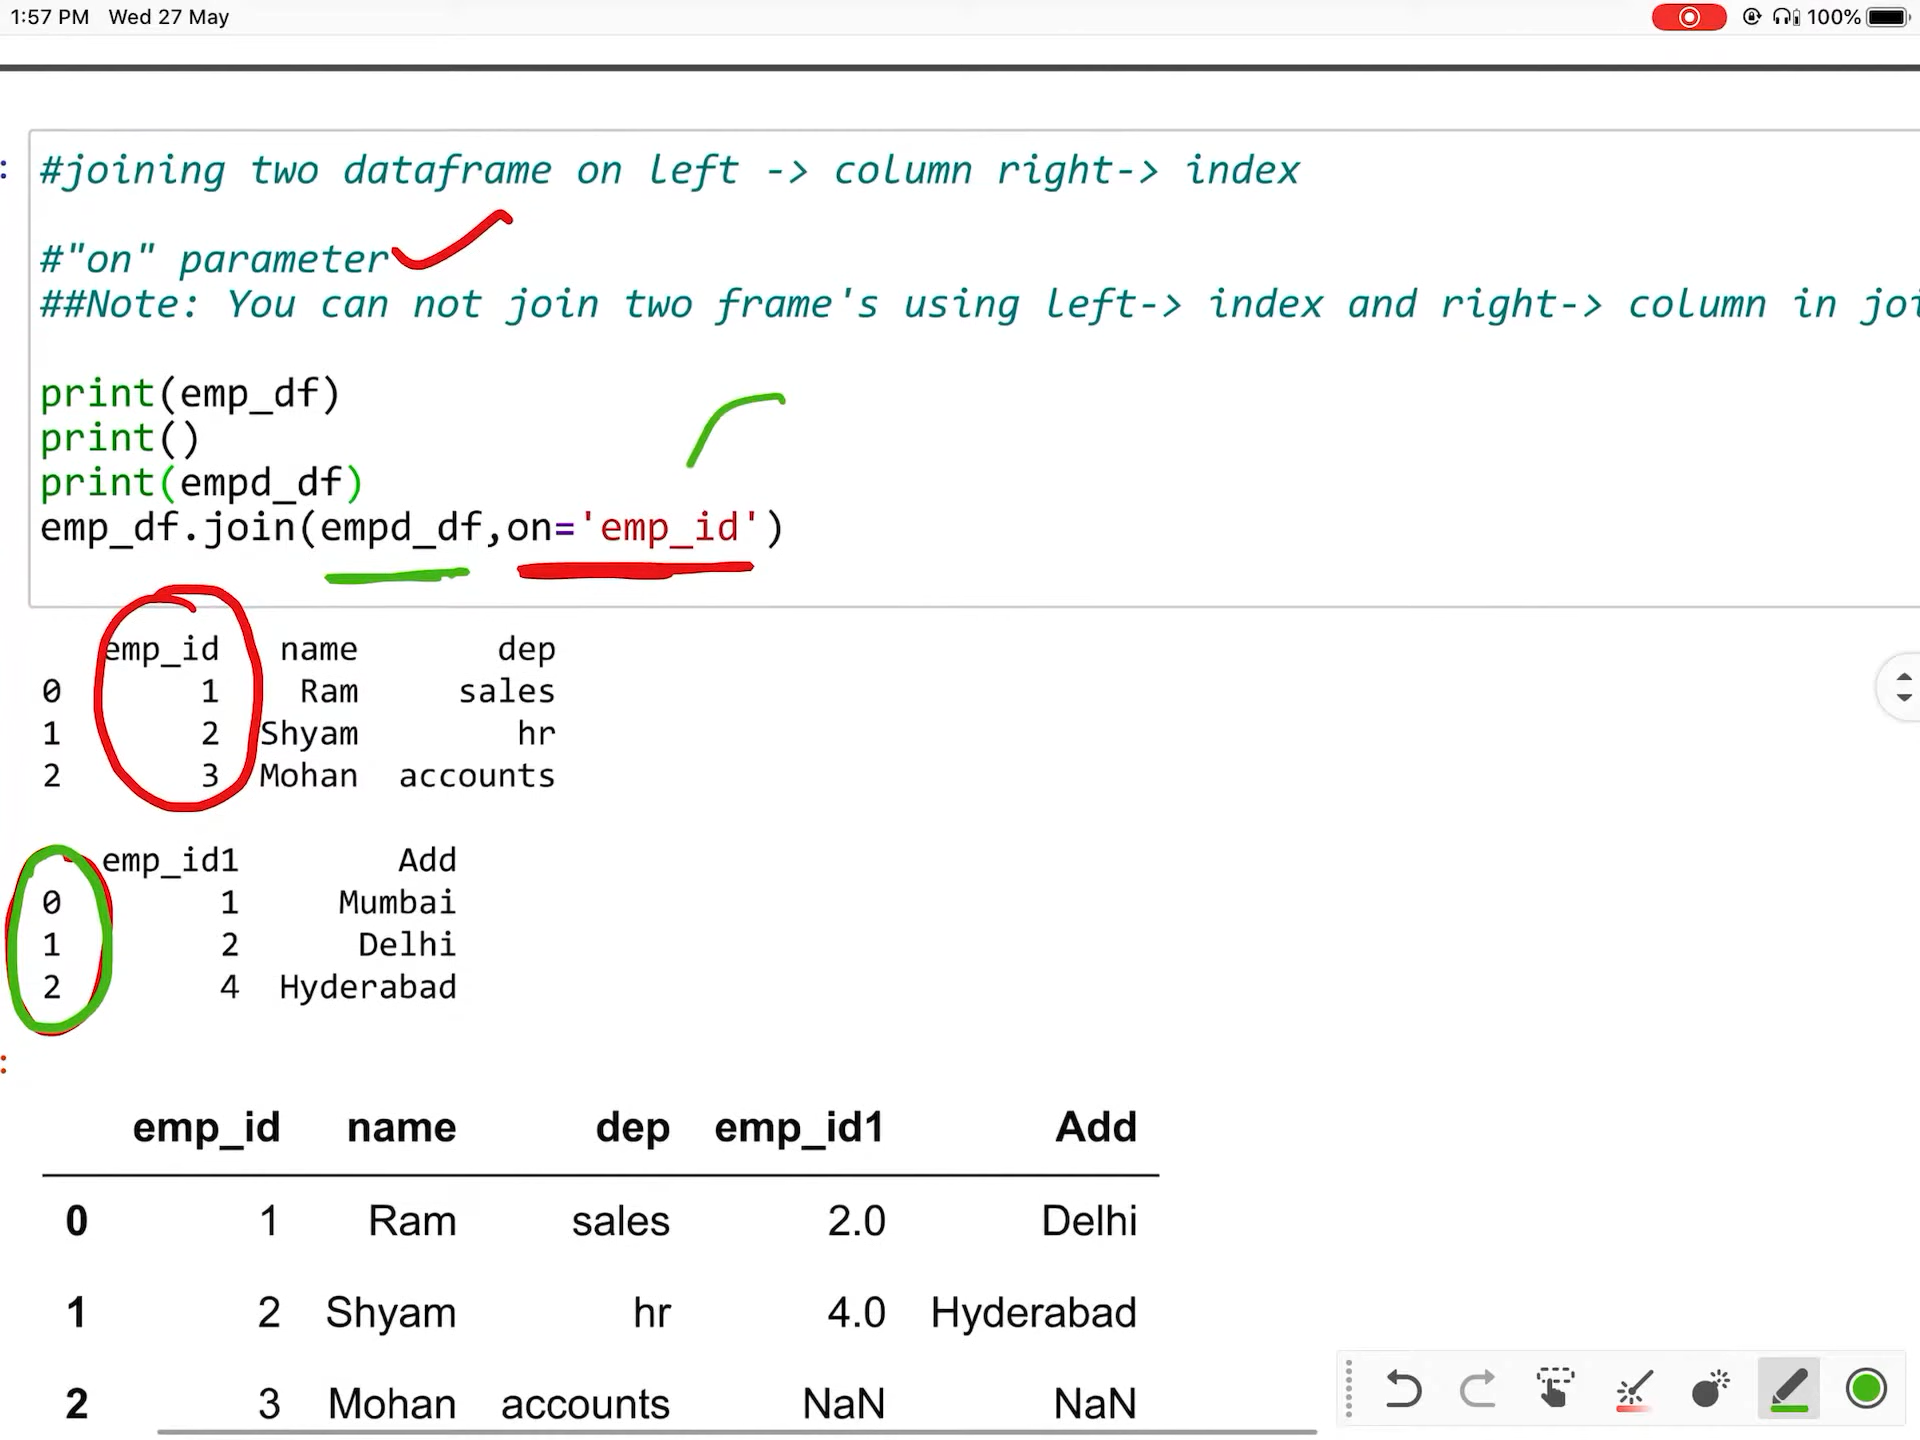 1:57 PM Wed 27 May 100%
#joining two dataframe on left -> column right-> index
#"on" parameter
##Note: You can not join two frame's using left-> index and right-> column in joi
print(emp_df)
print()
print(empd_df)
emp_df.join(empd_df,on='emp_id')
emp_id name dep
0 1 Ram sales
1 2 Shyam hr
2 3 Mohan accounts
emp_id1 Add
0 1 Mumbai
1 2 Delhi
2 4 Hyderabad
emp_id name dep emp_id1 Add
0 1 Ram sales 2.0 Delhi
1 2 Shyam hr 4.0 Hyderabad
2 3 Mohan accounts NaN NaN